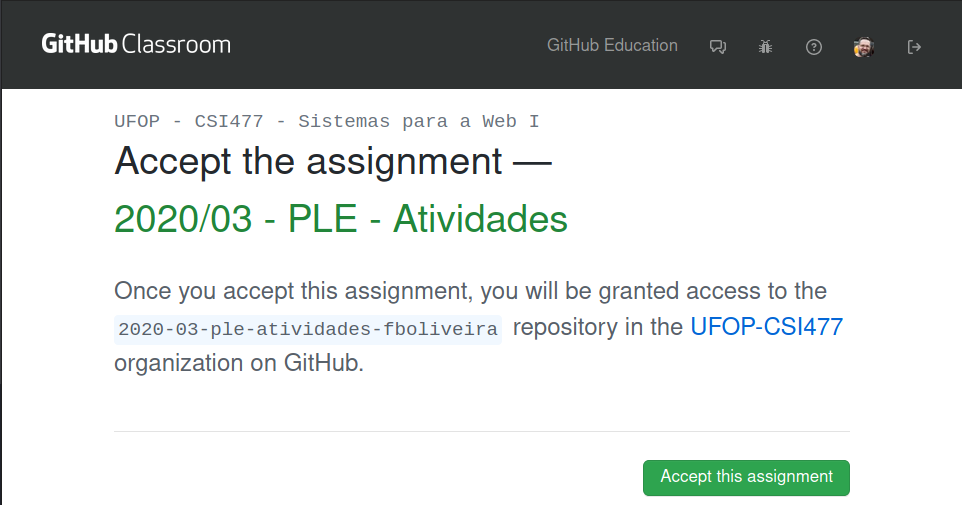 GitHub Classroom
GitHub Education
UFOP - CSI477 - Sistemas para a Web I
Accept the assignment —
2020/03 - PLE - Atividades
Once you accept this assignment, you will be granted access to the
2020-03-ple-atividades-fboliveira repository in the UFOP-CSI477
organization on GitHub.
Accept this assignment